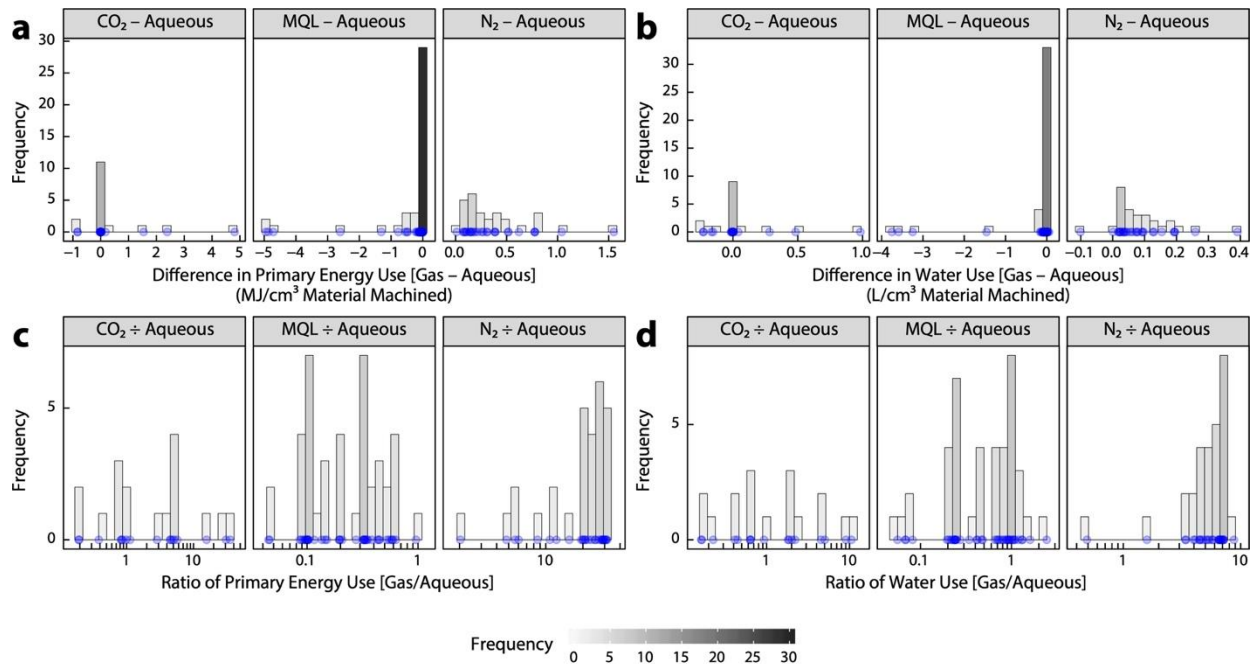 a
CO₂ – Aqueous
MQL – Aqueous
N₂ – Aqueous
30
25
20
15
10
5
0
Frequency
−1 0 1 2 3 4 5
−5 −4 −3 −2 −1 0
0.0 0.5 1.0 1.5
Difference in Primary Energy Use [Gas – Aqueous]
(MJ/cm³ Material Machined)
b
CO₂ – Aqueous
MQL – Aqueous
N₂ – Aqueous
30
25
20
15
10
5
0
Frequency
0.0 0.5 1.0
−4 −3 −2 −1 0
−0.1 0.0 0.1 0.2 0.3 0.4
Difference in Water Use [Gas – Aqueous]
(L/cm³ Material Machined)
c
CO₂ ÷ Aqueous
MQL ÷ Aqueous
N₂ ÷ Aqueous
5
0
Frequency
1 10
0.1 1
10
Ratio of Primary Energy Use [Gas/Aqueous]
d
CO₂ ÷ Aqueous
MQL ÷ Aqueous
N₂ ÷ Aqueous
5
0
Frequency
1 10
0.1 1
1 10
Ratio of Water Use [Gas/Aqueous]
Frequency
0 5 10 15 20 25 30